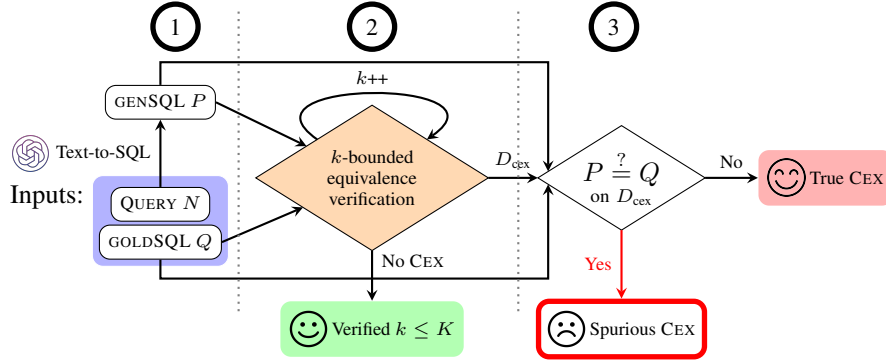 1
2
3
k++
GENSQL P
Text-to-SQL
Inputs:
QUERY N
GOLDSQL Q
k-bounded
equivalence
verification
D_cex
P ?= Q
on D_cex
No
True CEX
No CEX
Yes
Verified k ≤ K
Spurious CEX